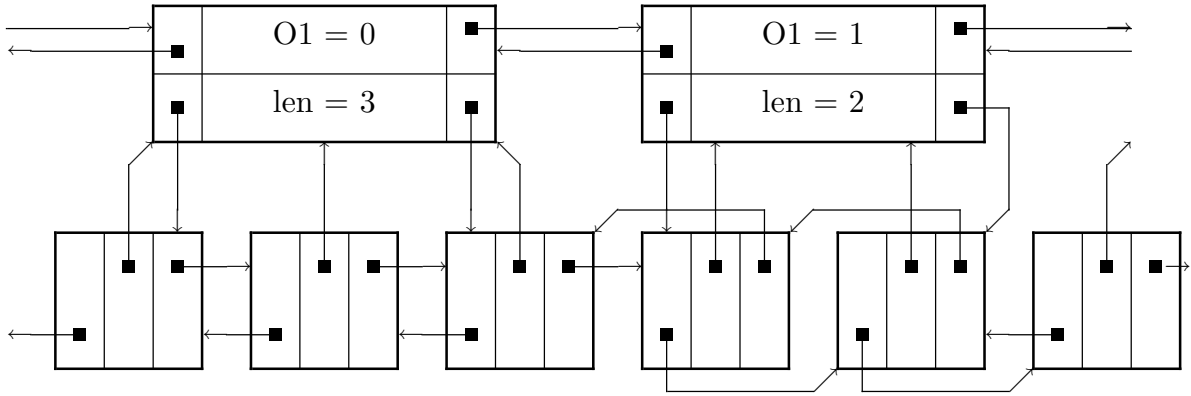 O1 = 0
O1 = 1
len = 3
len = 2